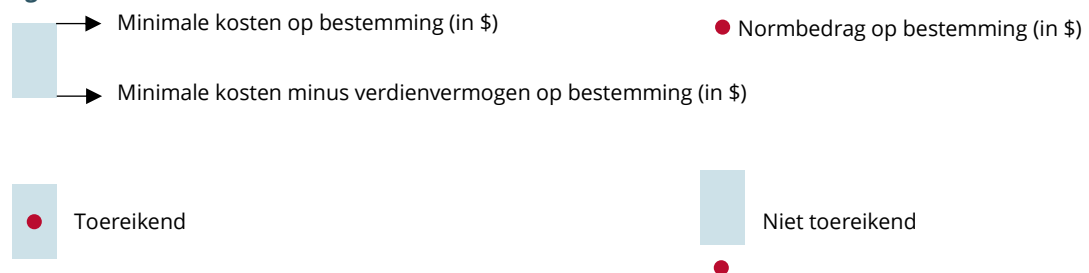 Minimale kosten op bestemming (in $)
Normbedrag op bestemming (in $)
Minimale kosten minus verdienvermogen op bestemming (in $)
Toereikend
Niet toereikend